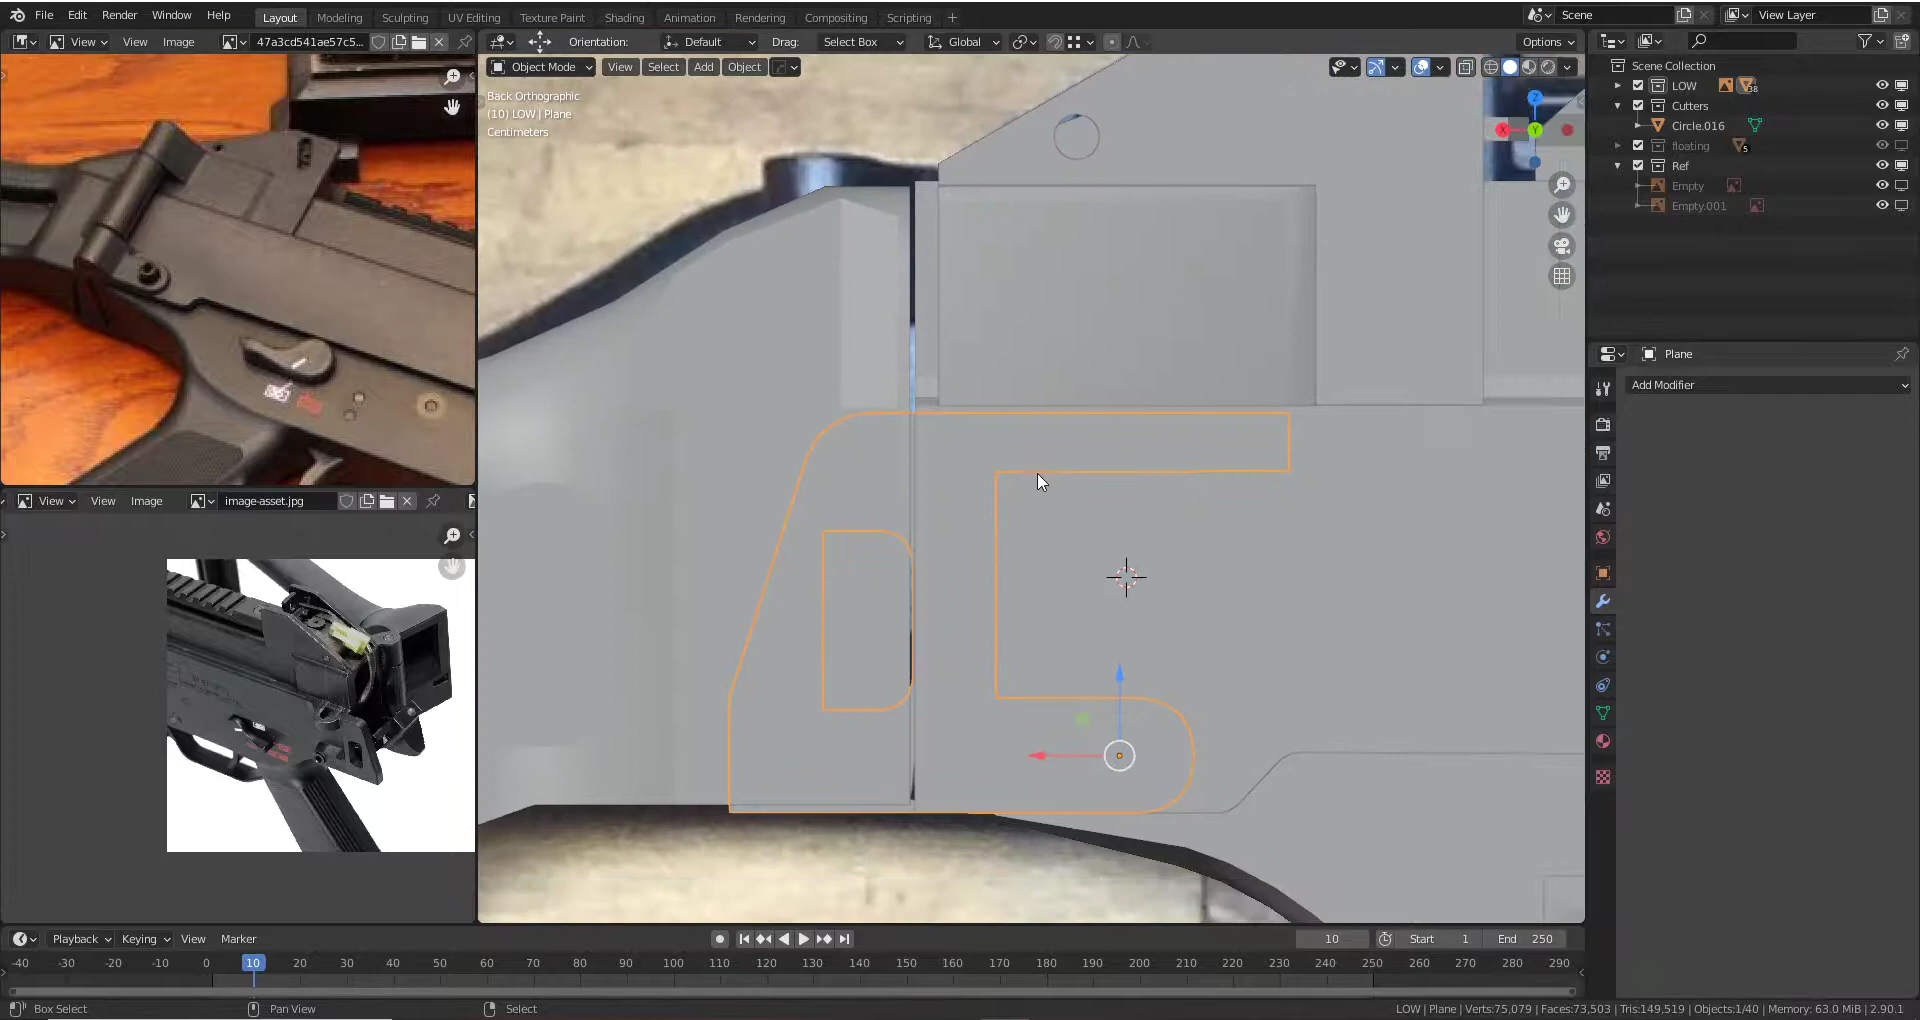 File Edit Render Window Help Layout Modeling Sculpting UV Editing Texture Paint Shading Animation Rendering Compositing Scripting + Scene View Layer
View View Image 47a3cd541ae57c5... Orientation: Default Drag: Select Box Global Options
Object Mode View Select Add Object
Back Orthographic
(10) LOW | Plane
Centimeters
Scene Collection
LOW 38
Cutters
Circle.016
floating 5
Ref
Empty
Empty.001
Z
X Y
Plane
Add Modifier
View View Image image-asset.jpg
Playback Keying View Marker 10 Start 1 End 250
-40 -30 -20 -10 0 10 20 30 40 50 60 70 80 90 100 110 120 130 140 150 160 170 180 190 200 210 220 230 240 250 260 270 280 290
Box Select Pan View Select LOW | Plane | Verts:75,079 | Faces:73,503 | Tris:149,519 | Objects:1/40 | Memory: 63.0 MiB | 2.90.1